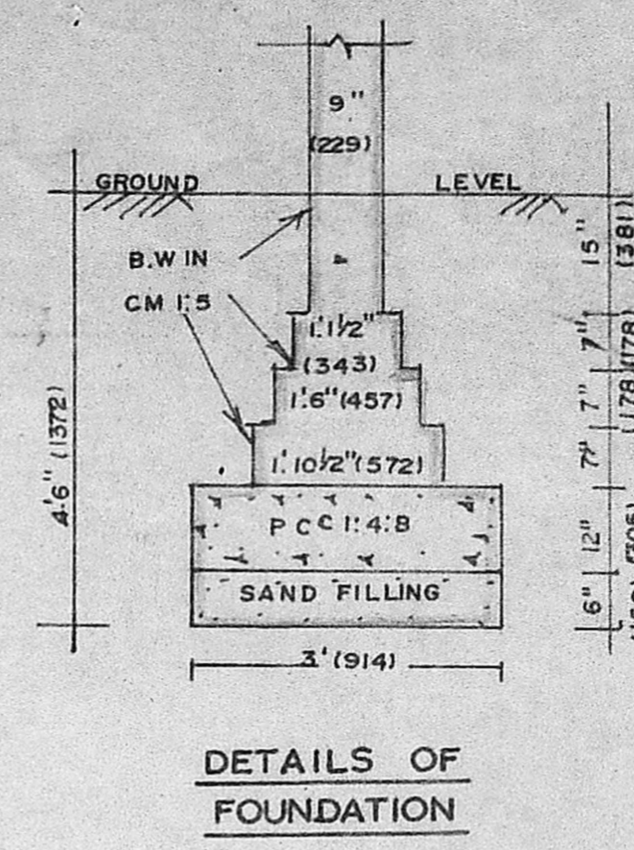 9"
(229)
GROUND LEVEL
B.W IN
CM 1:5
15"
(381)
1'.1½"
(343)
7"
(178)
1'.6" (457)
7"
(178)
1'.10½" (572)
7"
4'.6" (1372)
PCC 1:4:8
12"
SAND FILLING
6"
3' (914)
DETAILS OF
FOUNDATION